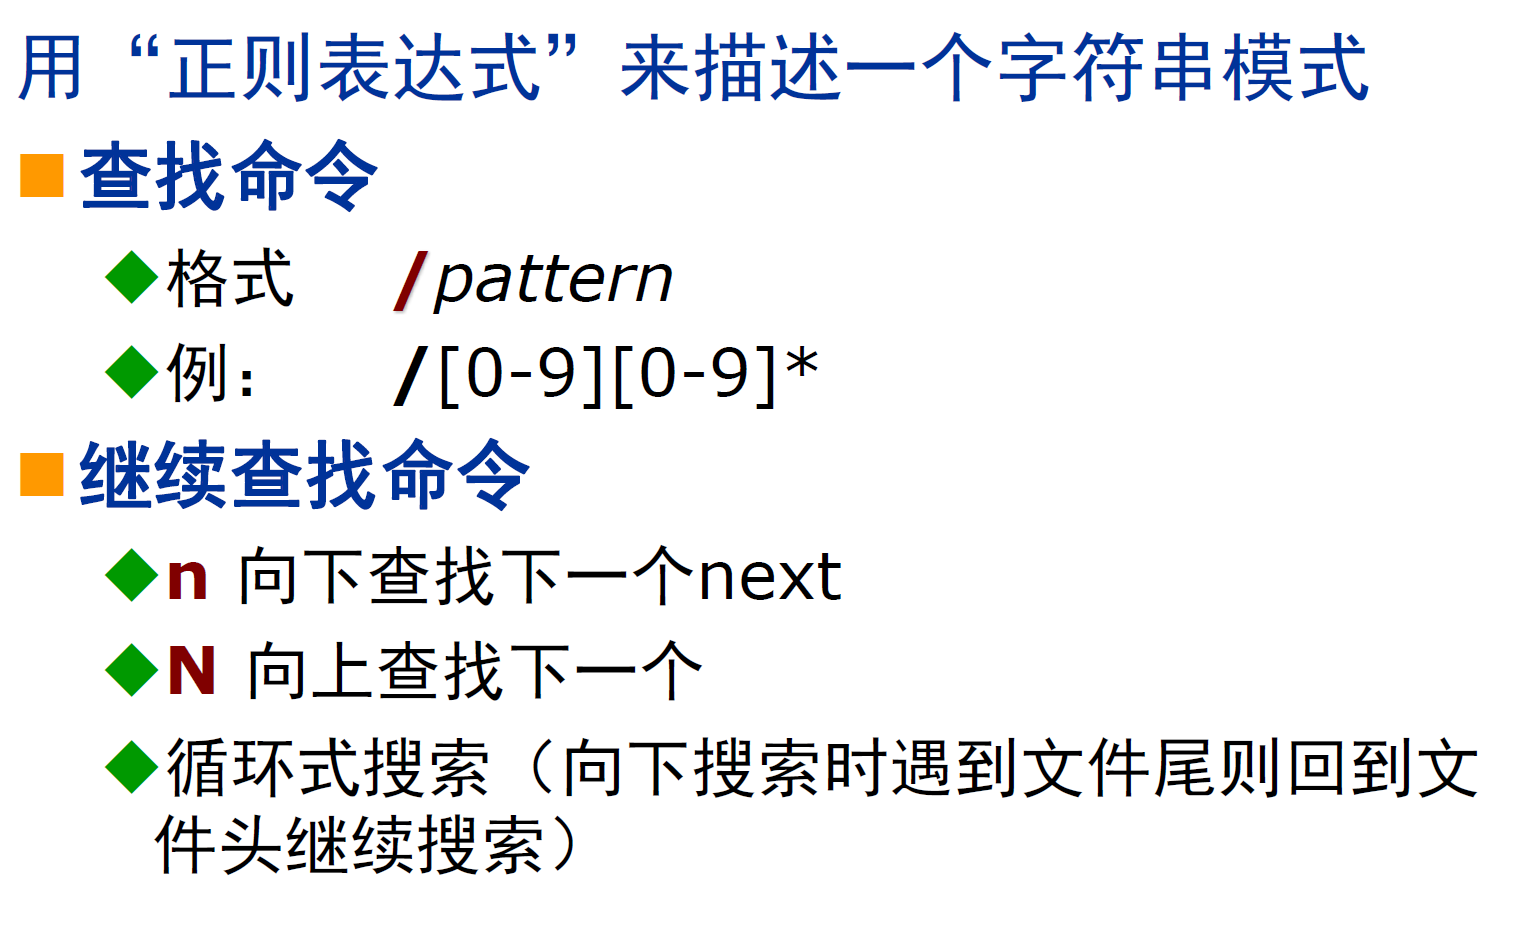 用“正则表达式”来描述一个字符串模式
查找命令
格式 /pattern
例： /[0-9][0-9]*
继续查找命令
n 向下查找下一个next
N 向上查找下一个
循环式搜索（向下搜索时遇到文件尾则回到文
件头继续搜索）